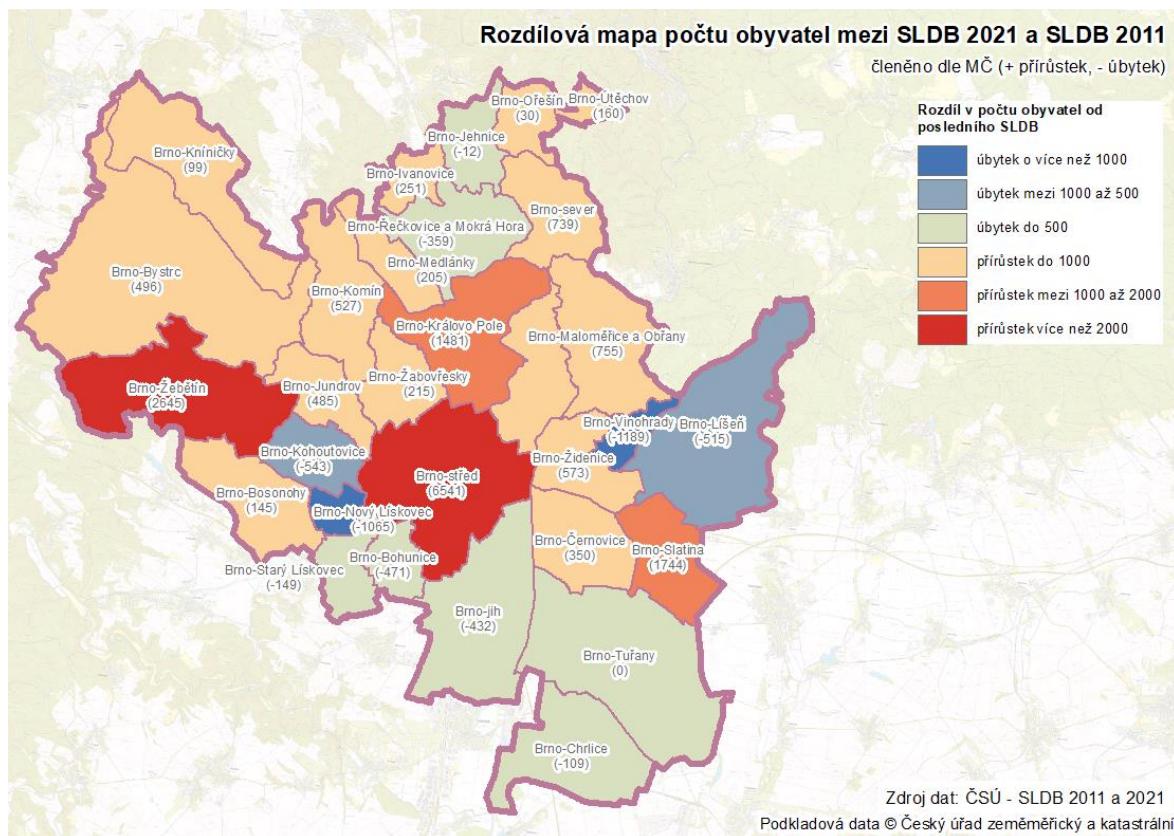 Rozdílová mapa počtu obyvatel mezi SLDB 2021 a SLDB 2011
členěno dle MČ (+ přírůstek, - úbytek)
Rozdíl v počtu obyvatel od
posledního SLDB
úbytek o více než 1000
úbytek mezi 1000 až 500
úbytek do 500
přírůstek do 1000
přírůstek mezi 1000 až 2000
přírůstek více než 2000
Brno-Ořešín
(30)
Brno-Útěchov
(160)
Brno-Jehnice
(-12)
Brno-Kníničky
(99)
Brno-Ivanovice
(251)
Brno-sever
(739)
Brno-Řečkovice a Mokrá Hora
(-359)
Brno-Medlánky
(205)
Brno-Bystrc
(496)
Brno-Komín
(527)
Brno-Královo Pole
(1481)
Brno-Maloměřice a Obřany
(755)
Brno-Žebětín
(2645)
Brno-Jundrov
(485)
Brno-Žabovřesky
(215)
Brno-Vinohrady
(-1189)
Brno-Líšeň
(-515)
Brno-Kohoutovice
(-543)
Brno-Židenice
(573)
Brno-střed
(6541)
Brno-Bosonohy
(145)
Brno-Nový Lískovec
(-1065)
Brno-Černovice
(350)
Brno-Slatina
(1744)
Brno-Bohunice
(-471)
Brno-Starý Lískovec
(-149)
Brno-jih
(-432)
Brno-Tuřany
(0)
Brno-Chrlice
(-109)
Zdroj dat: ČSÚ - SLDB 2011 a 2021
Podkladová data © Český úřad zeměměřický a katastrální